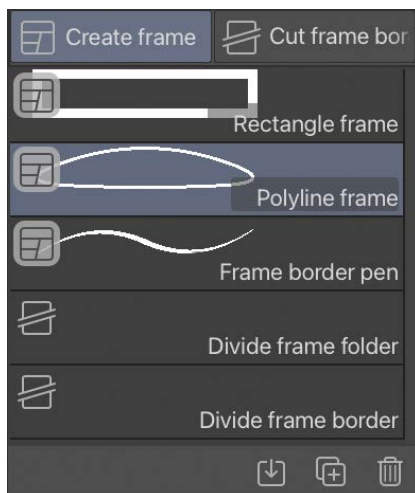 Create frame
Cut frame bor
Rectangle frame
Polyline frame
Frame border pen
Divide frame folder
Divide frame border